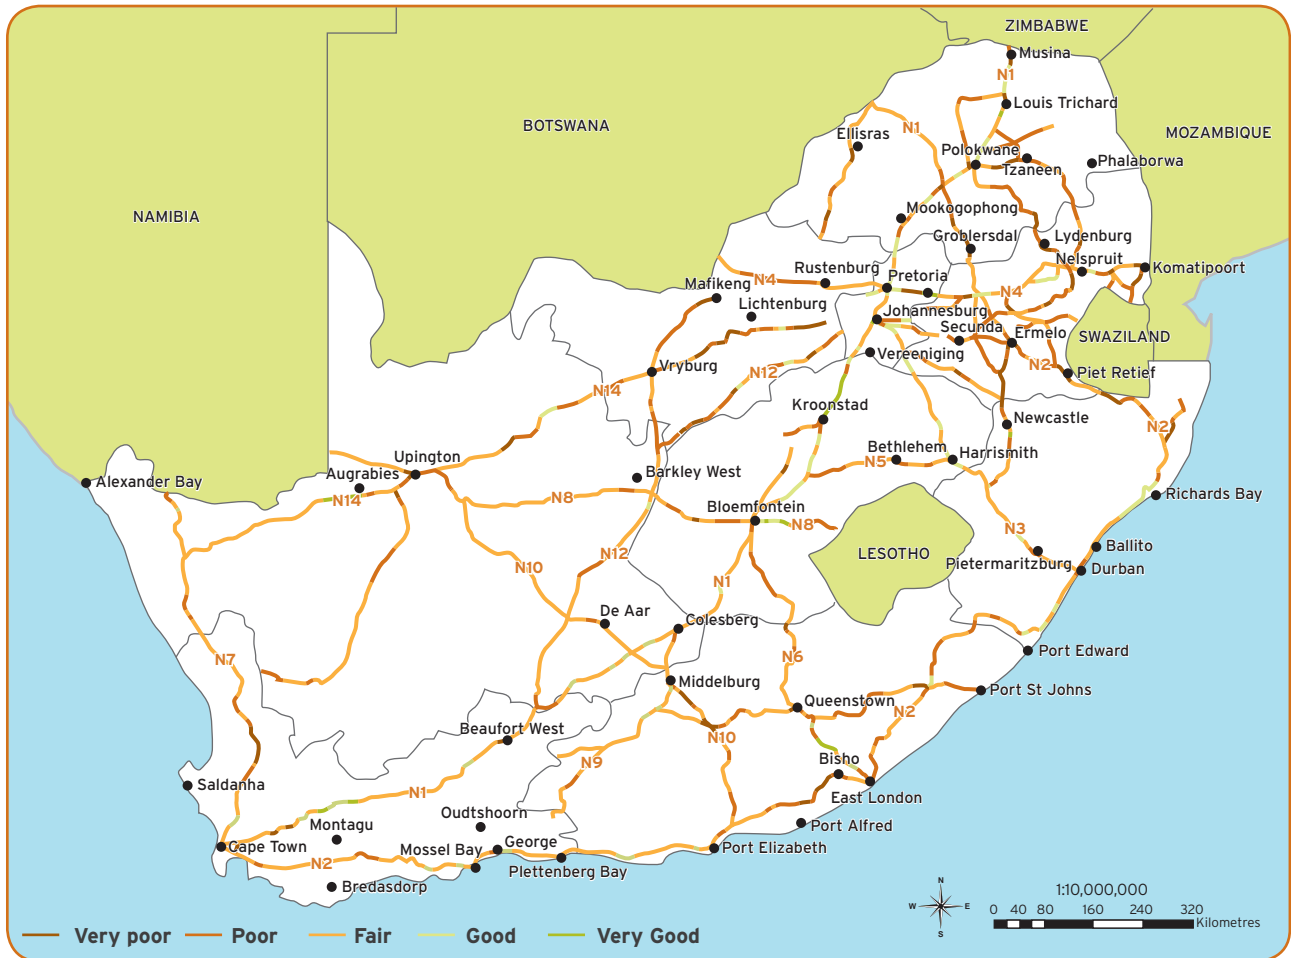 ZIMBABWE
Musina
N1
Louis Trichard
BOTSWANA
N1
MOZAMBIQUE
Ellisras
Polokwane
Phalaborwa
Tzaneen
NAMIBIA
Mookogophong
Groblersdal
Lydenburg
Nelspruit
Komatipoort
Rustenburg
Pretoria
N4
Mafikeng
N4
Lichtenburg
Johannesburg
Secunda
Ermelo
SWAZILAND
Vereeniging
N2
Vryburg
N12
Piet Retief
N14
Kroonstad
Newcastle
N2
Bethlehem
Harrismith
Upington
N5
Augrabies
Barkley West
Alexander Bay
N14
N8
Richards Bay
Bloemfontein
N8
N3
Ballito
N12
LESOTHO
Pietermaritzburg
Durban
N10
N1
De Aar
Colesberg
Port Edward
N7
N6
Middelburg
Port St Johns
Queenstown
N2
Beaufort West
N10
Bisho
N9
Saldanha
N1
East London
Oudtshoorn
Montagu
Port Alfred
Cape Town
Mossel Bay
George
Port Elizabeth
N2
Plettenberg Bay
Bredasdorp
N
W E
S
1:10,000,000
0 40 80 160 240 320
Kilometres
Very poor Poor Fair Good Very Good